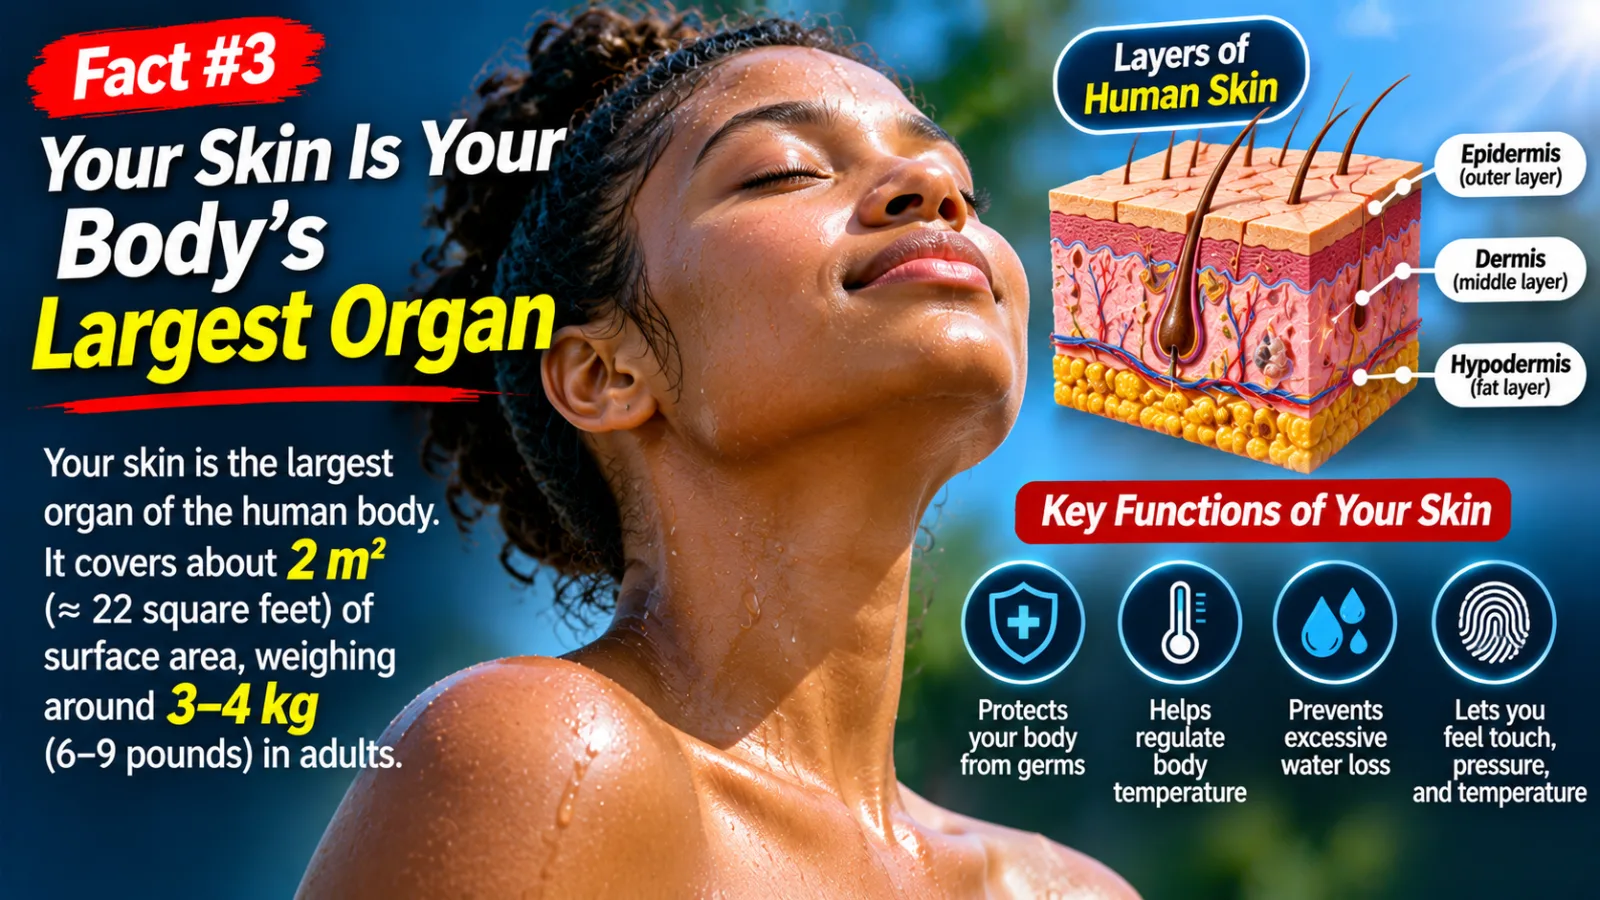 Fact #3
Your Skin Is Your
Body's
Largest Organ
Your skin is the largest
organ of the human body.
It covers about 2 m²
(≈ 22 square feet) of
surface area, weighing
around 3–4 kg
(6–9 pounds) in adults.
Layers of
Human Skin
Epidermis
(outer layer)
Dermis
(middle layer)
Hypodermis
(fat layer)
Key Functions of Your Skin
Protects
your body
from germs
Helps
regulate
body
temperature
Prevents
excessive
water loss
Lets you
feel touch,
pressure,
and temperature